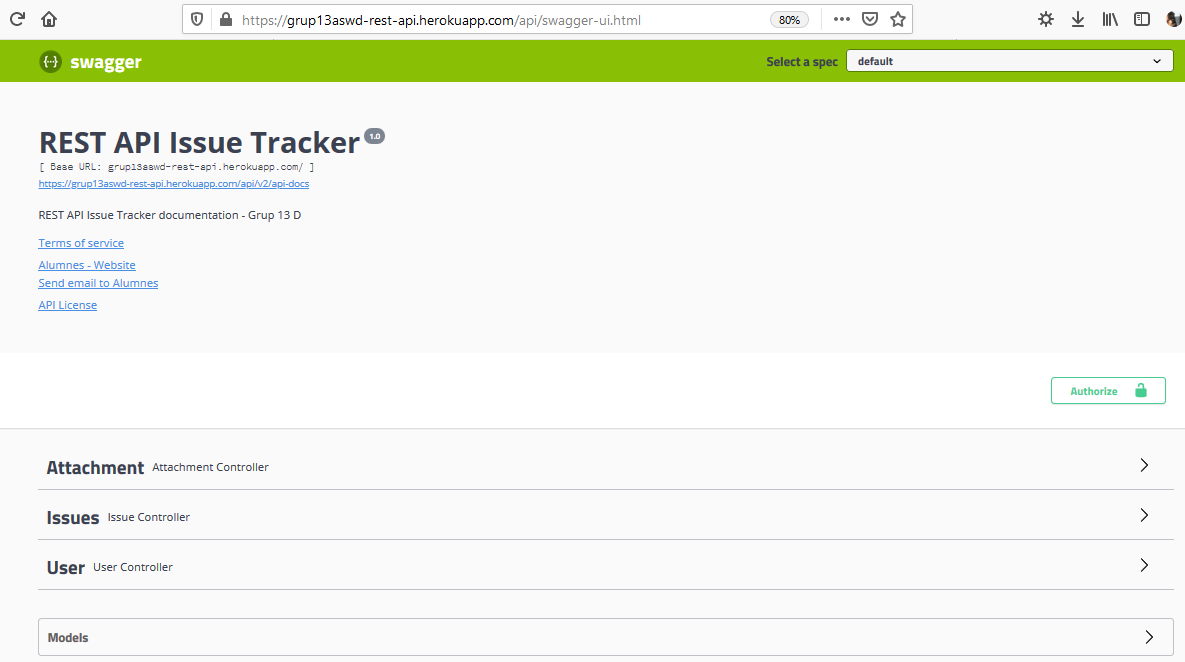 https://grup13aswd-rest-api.herokuapp.com/api/swagger-ui.html 80%
{···} swagger Select a spec default
REST API Issue Tracker 1.0
[ Base URL: grup13aswd-rest-api.herokuapp.com/ ]
https://grup13aswd-rest-api.herokuapp.com/api/v2/api-docs
REST API Issue Tracker documentation - Grup 13 D
Terms of service
Alumnes - Website
Send email to Alumnes
API License
Authorize
Attachment Attachment Controller
Issues Issue Controller
User User Controller
Models